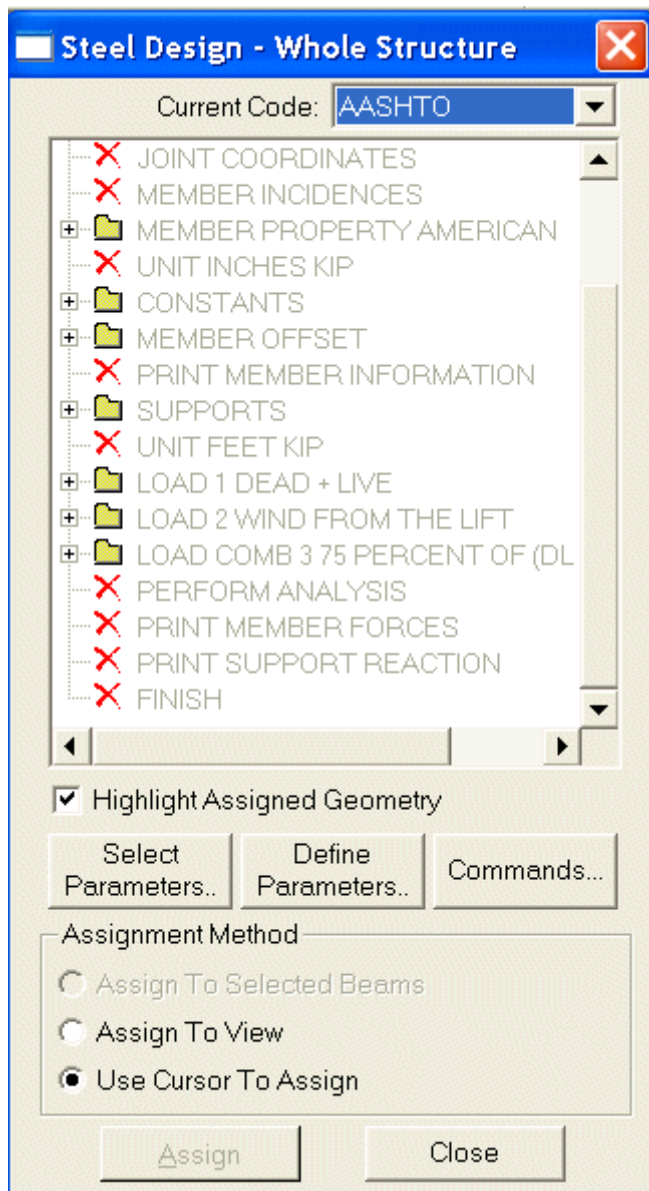 Steel Design - Whole Structure
Current Code: AASHTO
JOINT COORDINATES
MEMBER INCIDENCES
MEMBER PROPERTY AMERICAN
UNIT INCHES KIP
CONSTANTS
MEMBER OFFSET
PRINT MEMBER INFORMATION
SUPPORTS
UNIT FEET KIP
LOAD 1 DEAD + LIVE
LOAD 2 WIND FROM THE LIFT
LOAD COMB 3 75 PERCENT OF (DL
PERFORM ANALYSIS
PRINT MEMBER FORCES
PRINT SUPPORT REACTION
FINISH
Highlight Assigned Geometry
Select Parameters..
Define Parameters..
Commands...
Assignment Method
Assign To Selected Beams
Assign To View
Use Cursor To Assign
Assign
Close